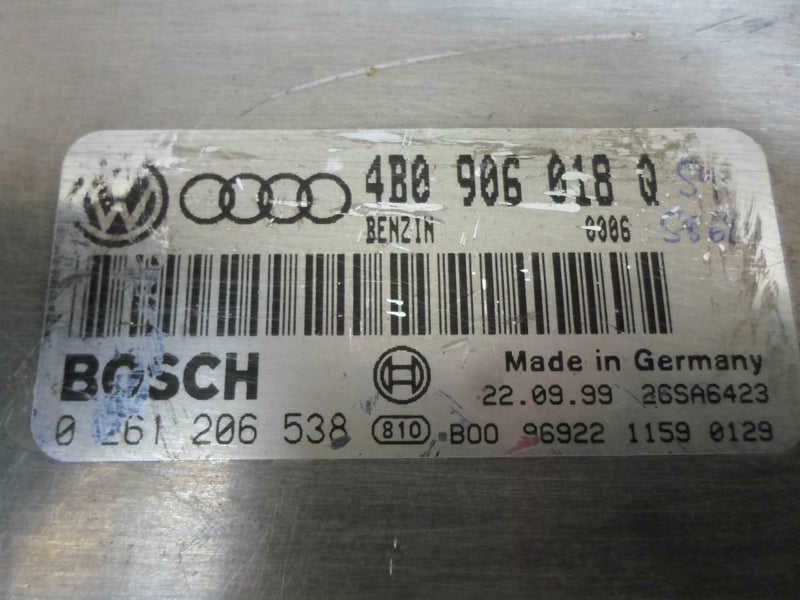 4B0 906 018 Q
BENZIN 0006
BOSCH Made in Germany
22.09.99 26SA6423
0 261 206 538 810 B00 96922 1159 0129